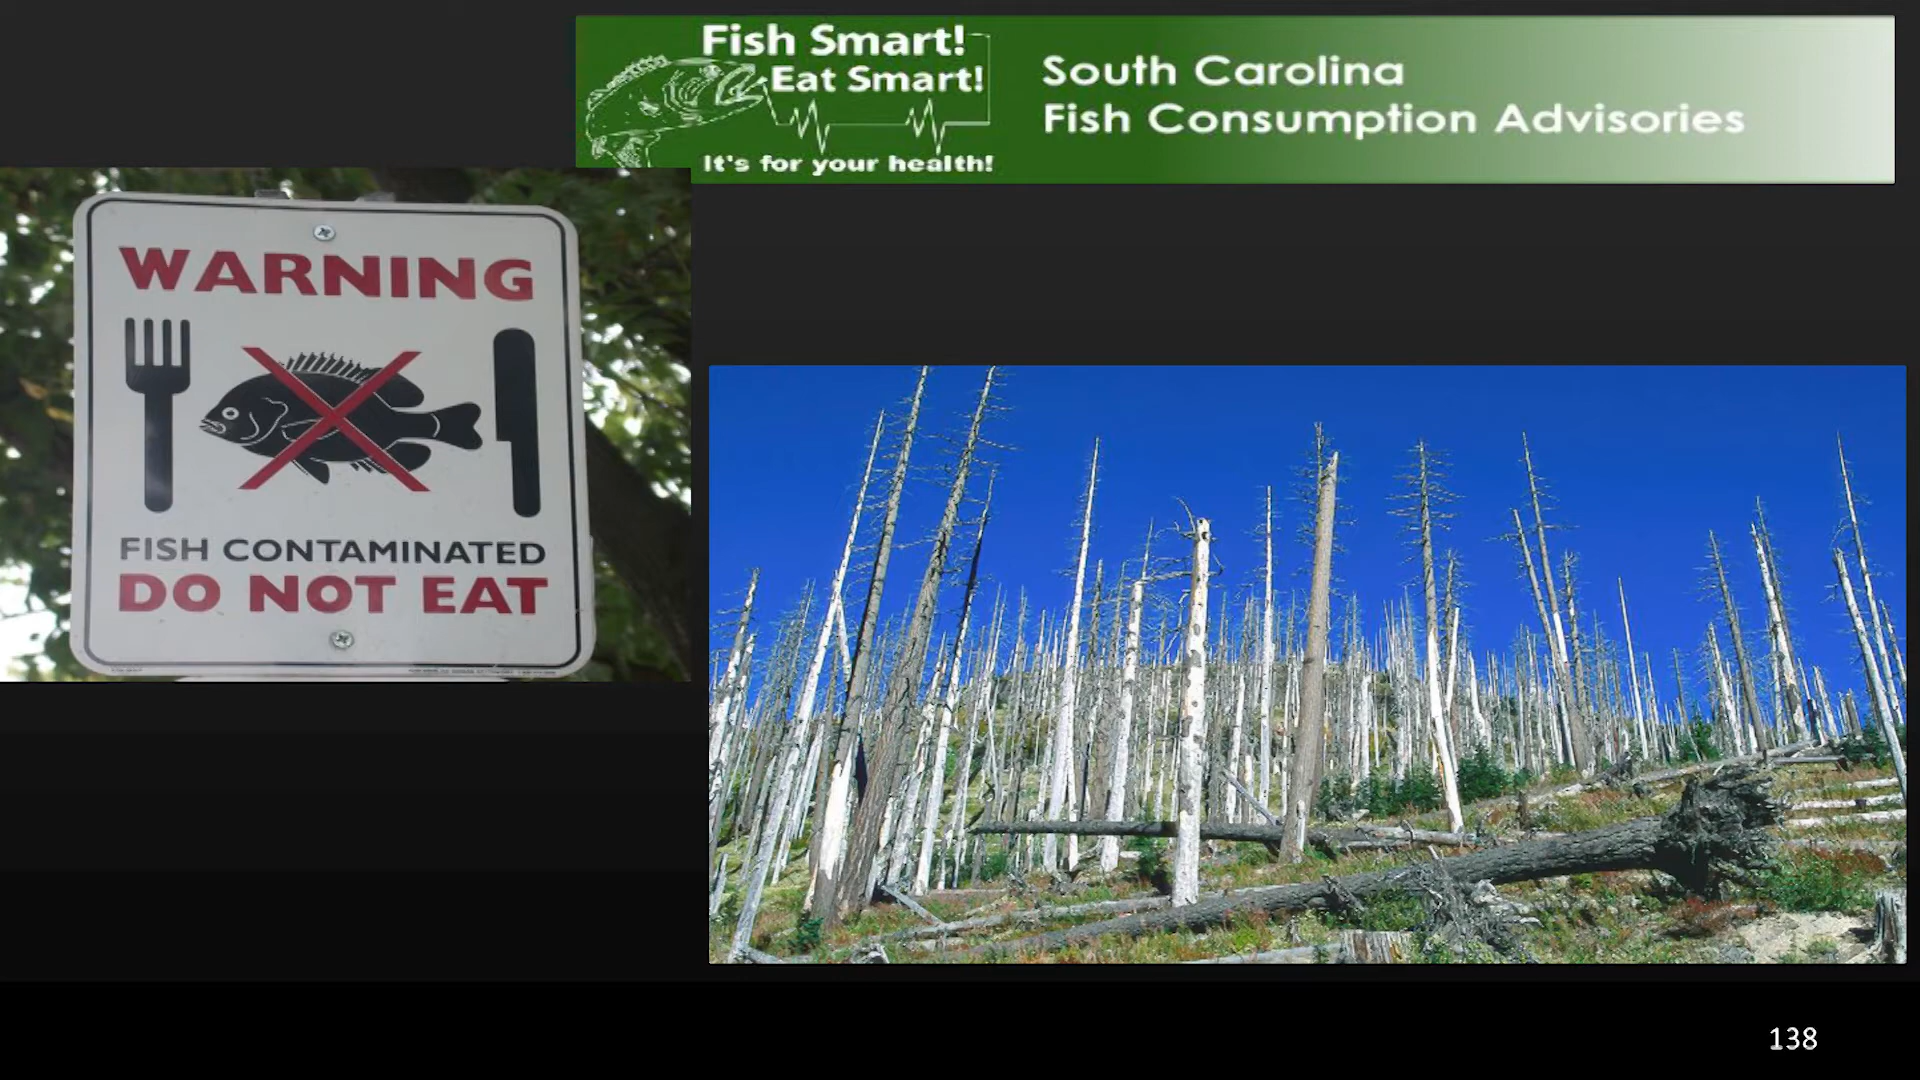 Fish Smart!
Eat Smart!
It's for your health!
South Carolina
Fish Consumption Advisories
WARNING
FISH CONTAMINATED
DO NOT EAT
138